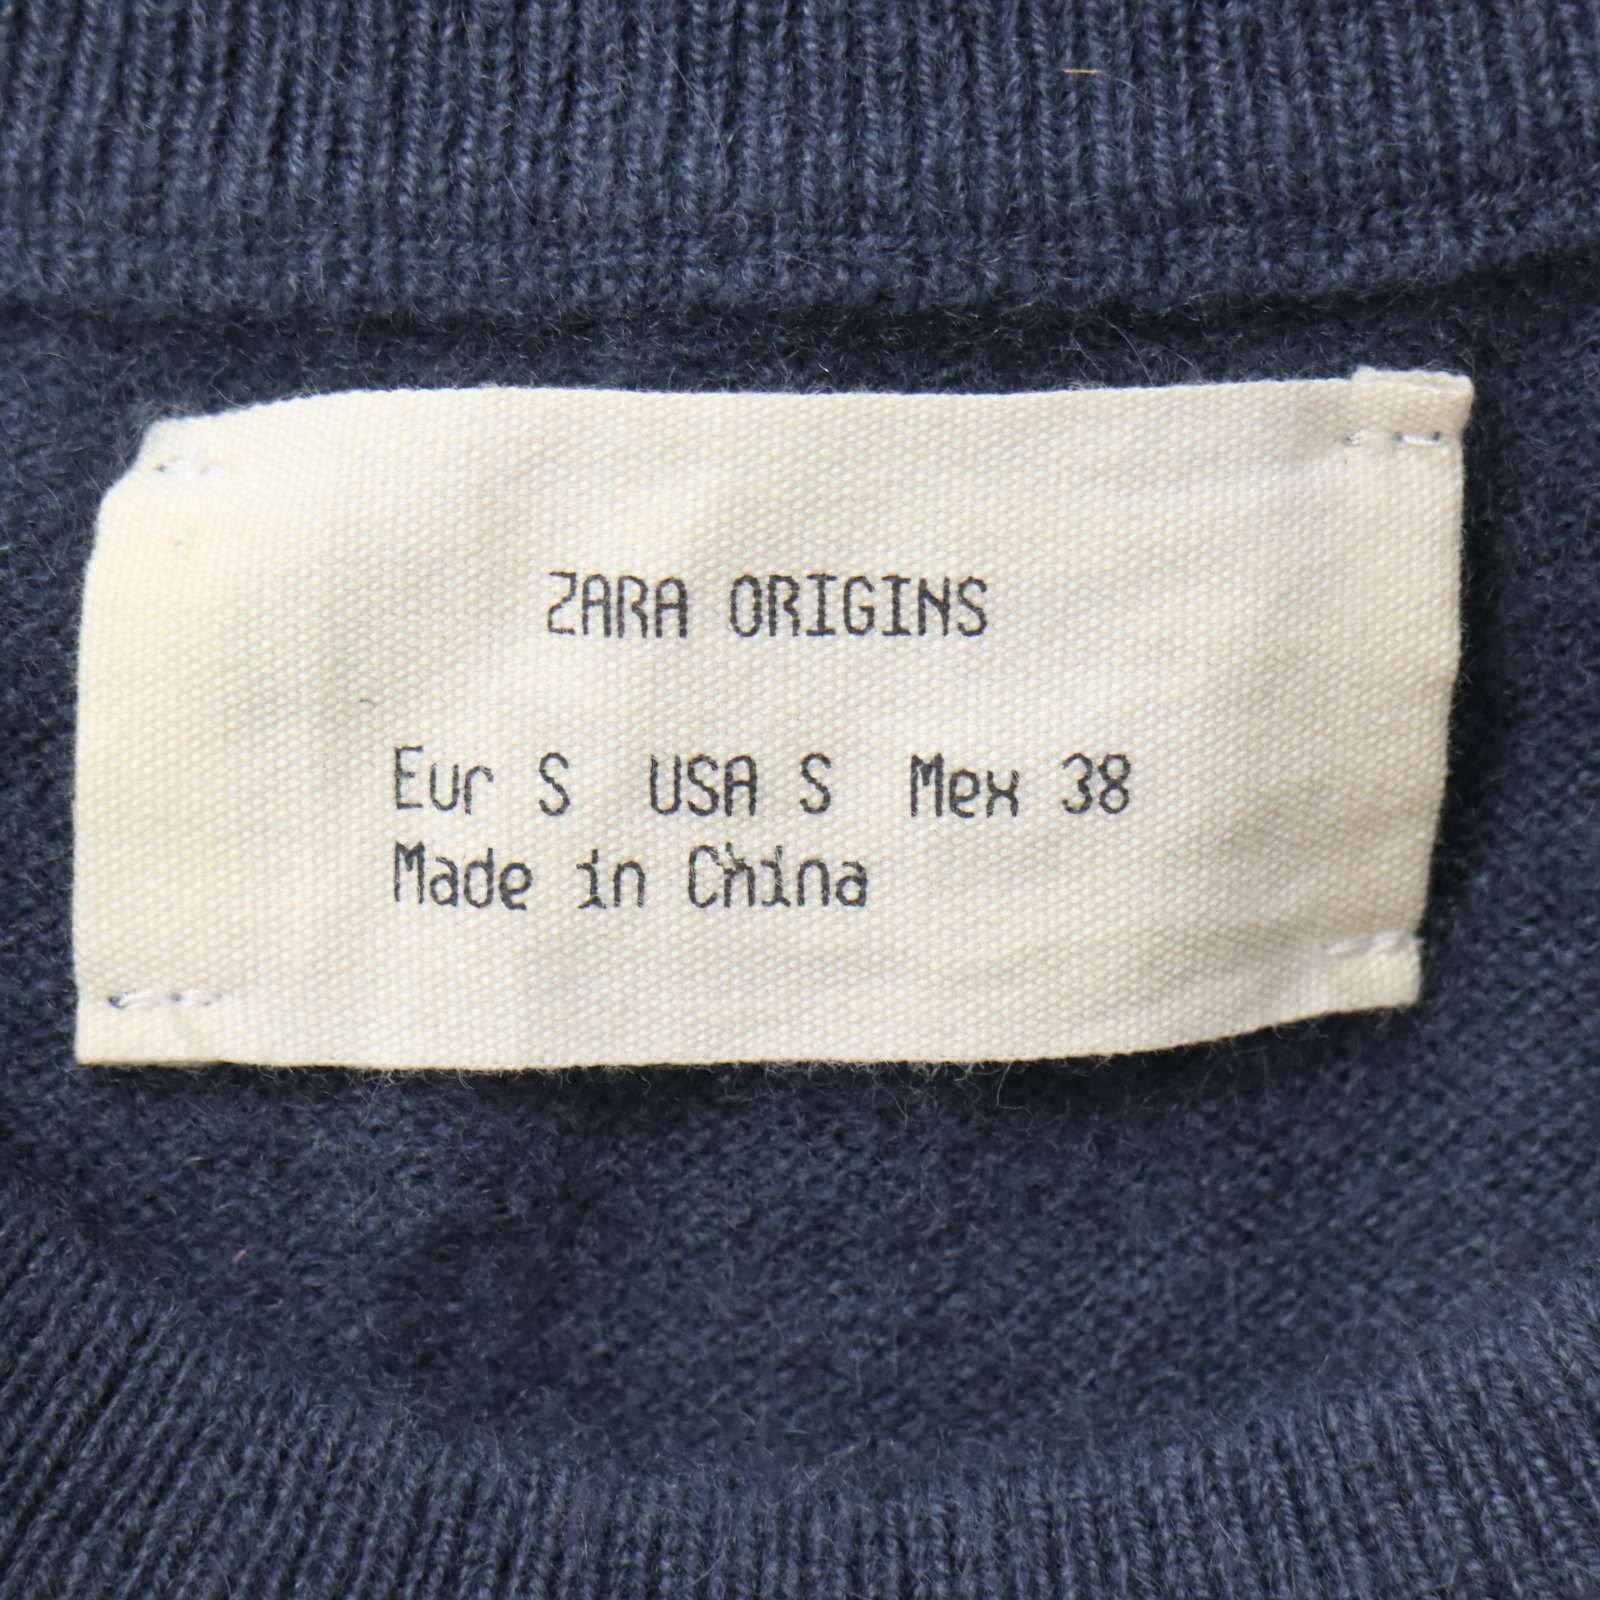 ZARA ORIGINS
Eur S USA S Mex 38
Made in China